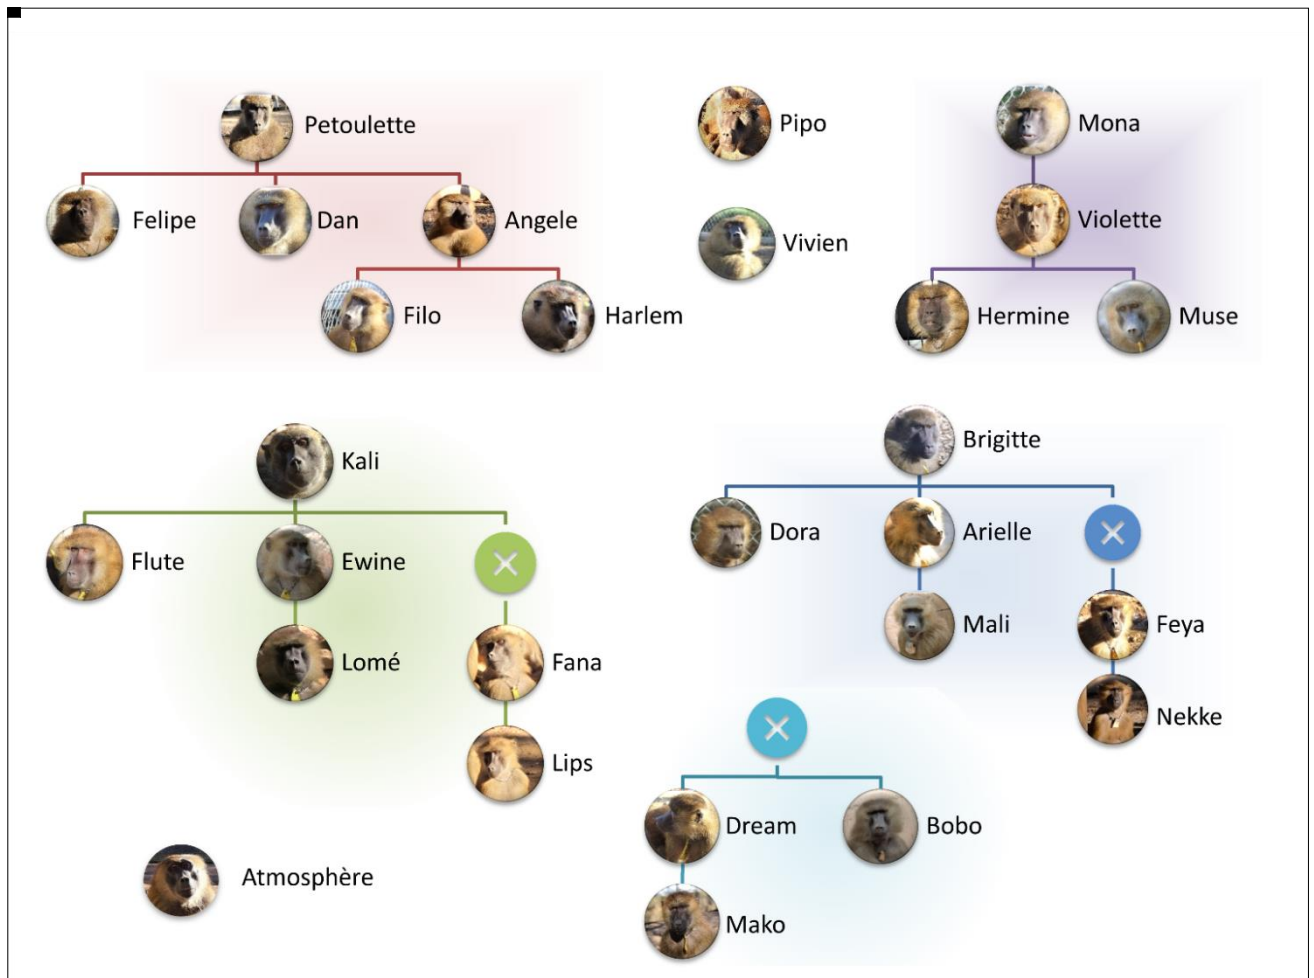 Petoulette
Felipe
Dan
Angele
Filo
Harlem
Pipo
Vivien
Mona
Violette
Hermine
Muse
Kali
Flute
Ewine
Lomé
Fana
Lips
Brigitte
Dora
Arielle
Mali
Feya
Nekke
Dream
Bobo
Mako
Atmosphère